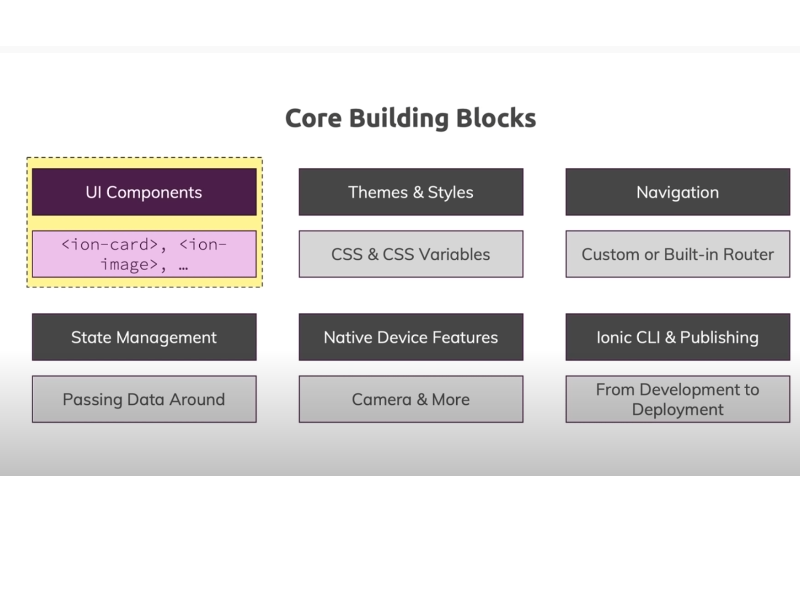 Core Building Blocks
UI Components
Themes & Styles
Navigation
<ion-card>, <ion-
image>, …
CSS & CSS Variables
Custom or Built-in Router
State Management
Native Device Features
Ionic CLI & Publishing
Passing Data Around
Camera & More
From Development to
Deployment